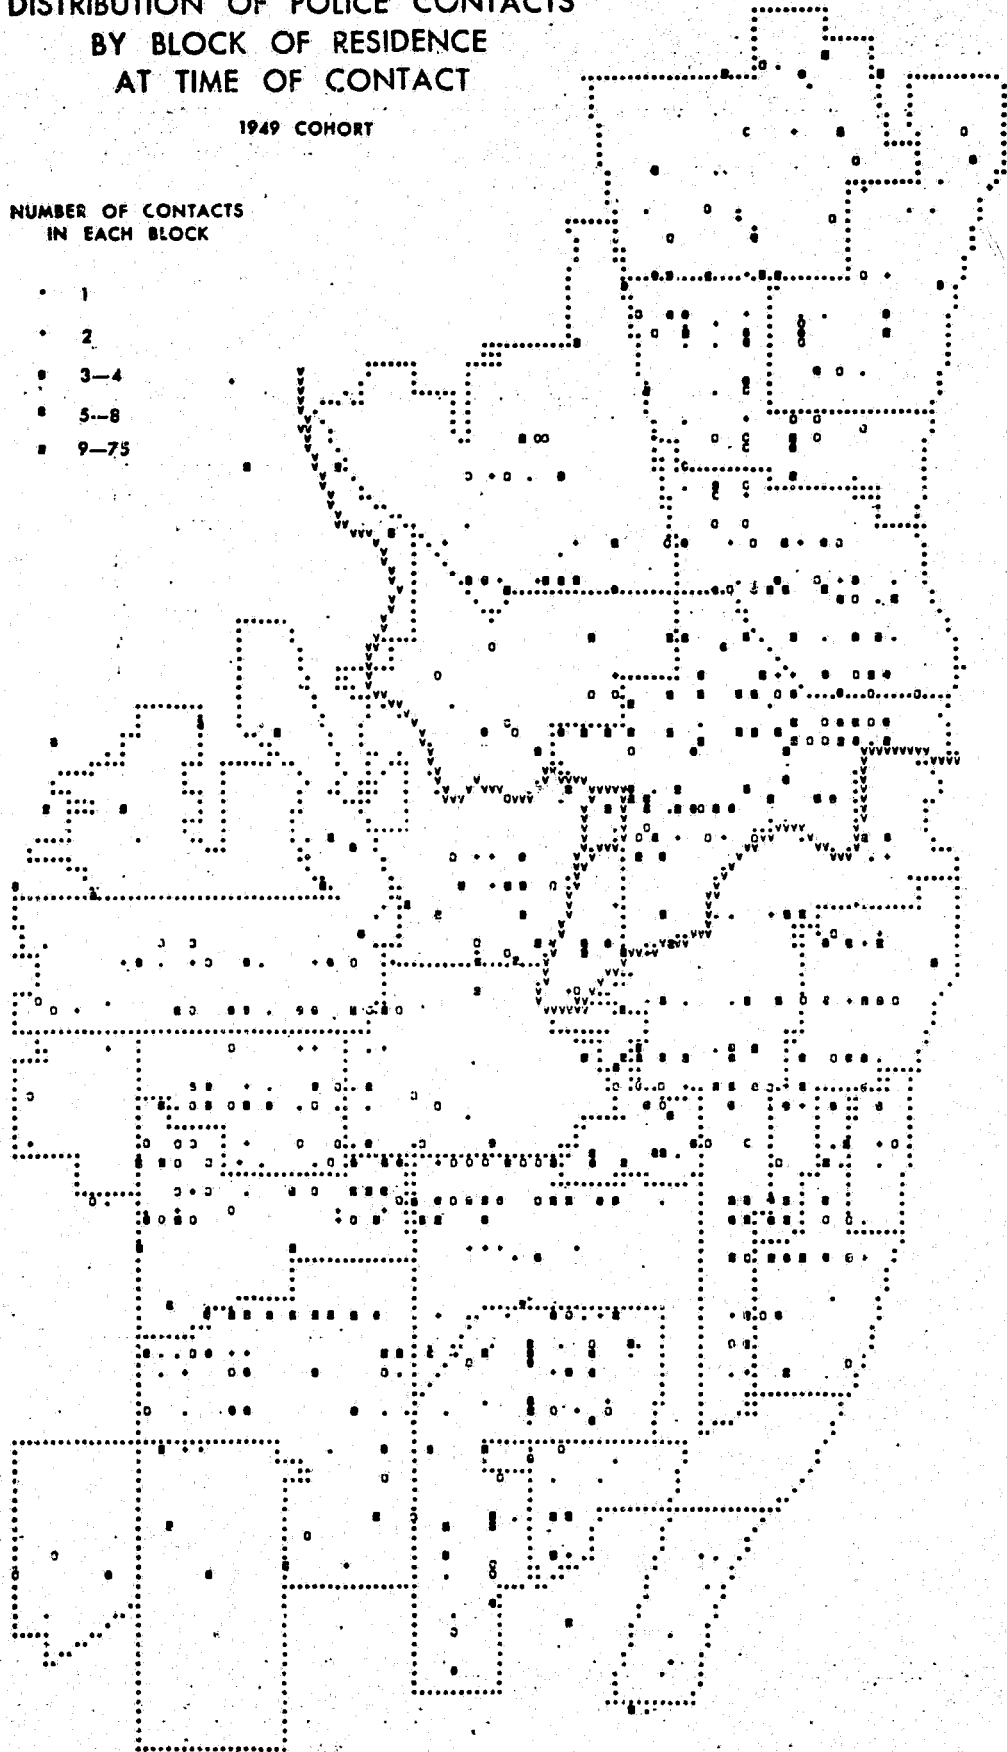 DISTRIBUTION OF POLICE CONTACTS
BY BLOCK OF RESIDENCE
AT TIME OF CONTACT
1949 COHORT
NUMBER OF CONTACTS
IN EACH BLOCK
1
2
3—4
5—8
9—75